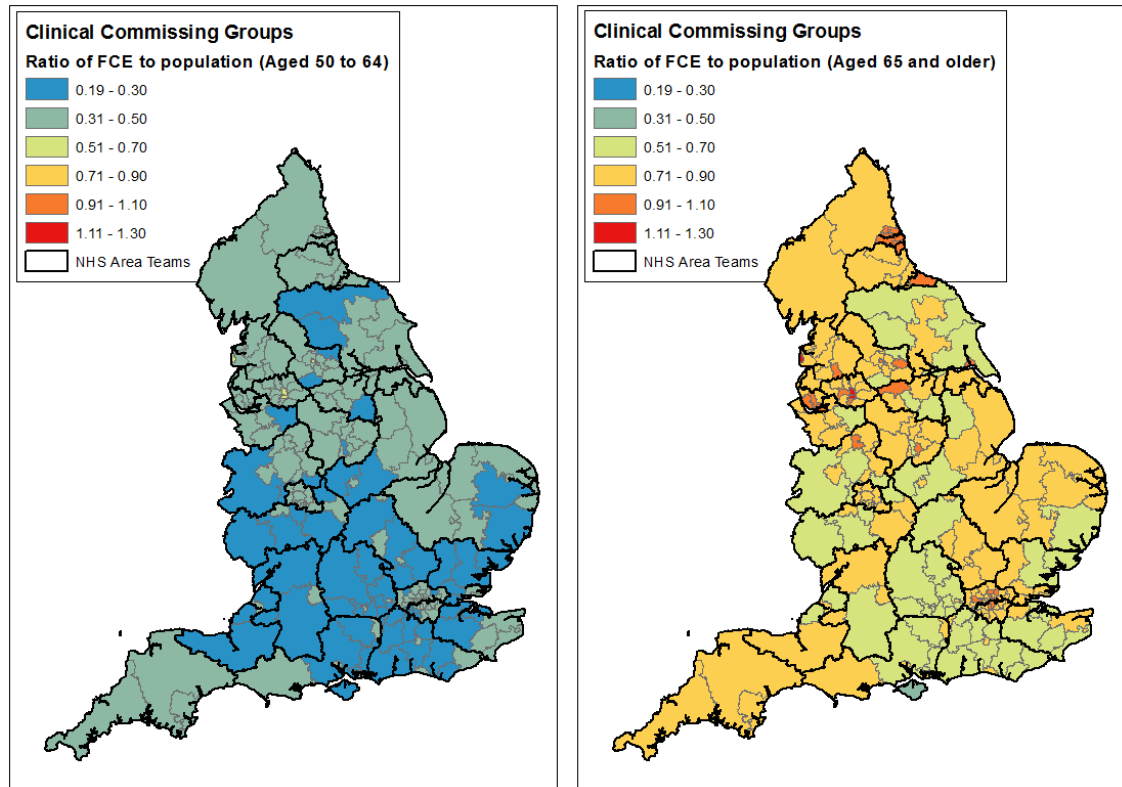 Clinical Commissing Groups
Ratio of FCE to population (Aged 50 to 64)
0.19 - 0.30
0.31 - 0.50
0.51 - 0.70
0.71 - 0.90
0.91 - 1.10
1.11 - 1.30
NHS Area Teams
Clinical Commissing Groups
Ratio of FCE to population (Aged 65 and older)
0.19 - 0.30
0.31 - 0.50
0.51 - 0.70
0.71 - 0.90
0.91 - 1.10
1.11 - 1.30
NHS Area Teams